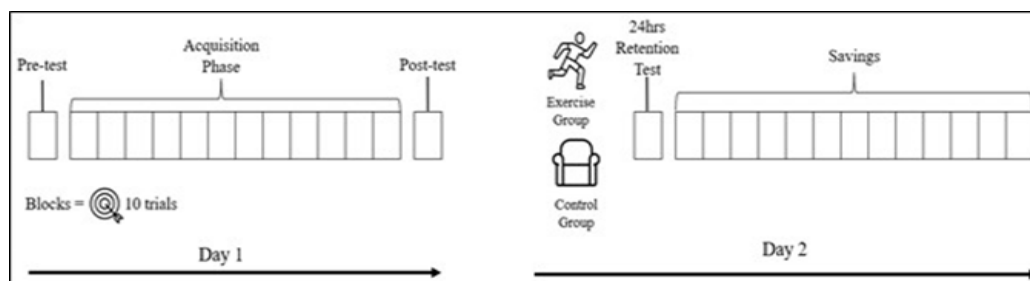 Pre-test
Acquisition
Phase
Post-test
Blocks =
10 trials
Day 1
Exercise
Group
Control
Group
24hrs
Retention
Test
Savings
Day 2